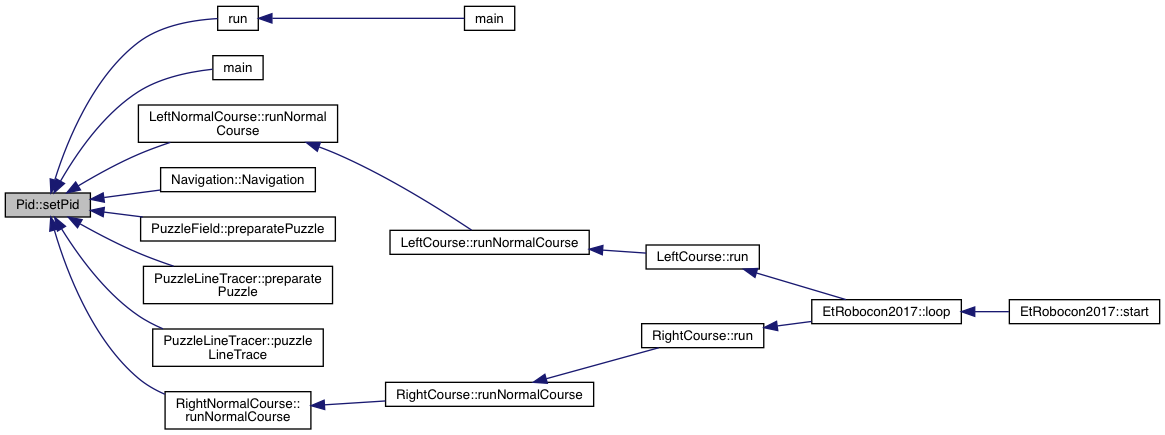 run
main
main
LeftNormalCourse::runNormal
Course
Navigation::Navigation
Pid::setPid
PuzzleField::preparatePuzzle
LeftCourse::runNormalCourse
LeftCourse::run
PuzzleLineTracer::preparate
Puzzle
EtRobocon2017::loop
EtRobocon2017::start
RightCourse::run
PuzzleLineTracer::puzzle
LineTrace
RightCourse::runNormalCourse
RightNormalCourse::
runNormalCourse